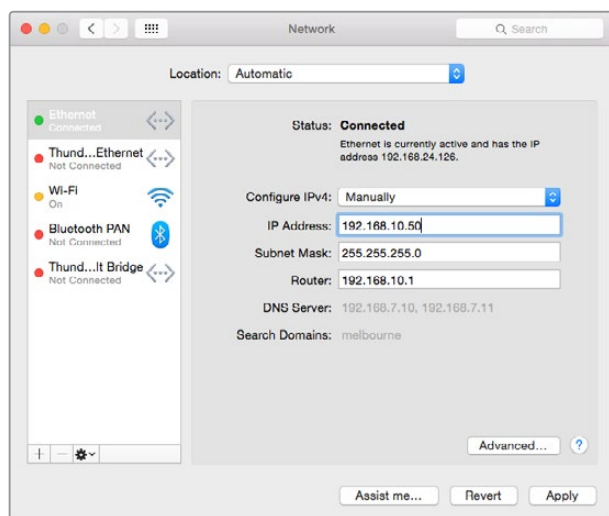 Network
Search
Location: Automatic
Ethernet
Connected
Thund...Ethernet
Not Connected
Wi-Fi
On
Bluetooth PAN
Not Connected
Thund...lt Bridge
Not Connected
Status: Connected
Ethernet is currently active and has the IP
address 192.168.24.126.
Configure IPv4: Manually
IP Address: 192.168.10.50
Subnet Mask: 255.255.255.0
Router: 192.168.10.1
DNS Server: 192.168.7.10, 192.168.7.11
Search Domains: melbourne
Advanced... ?
Assist me... Revert Apply